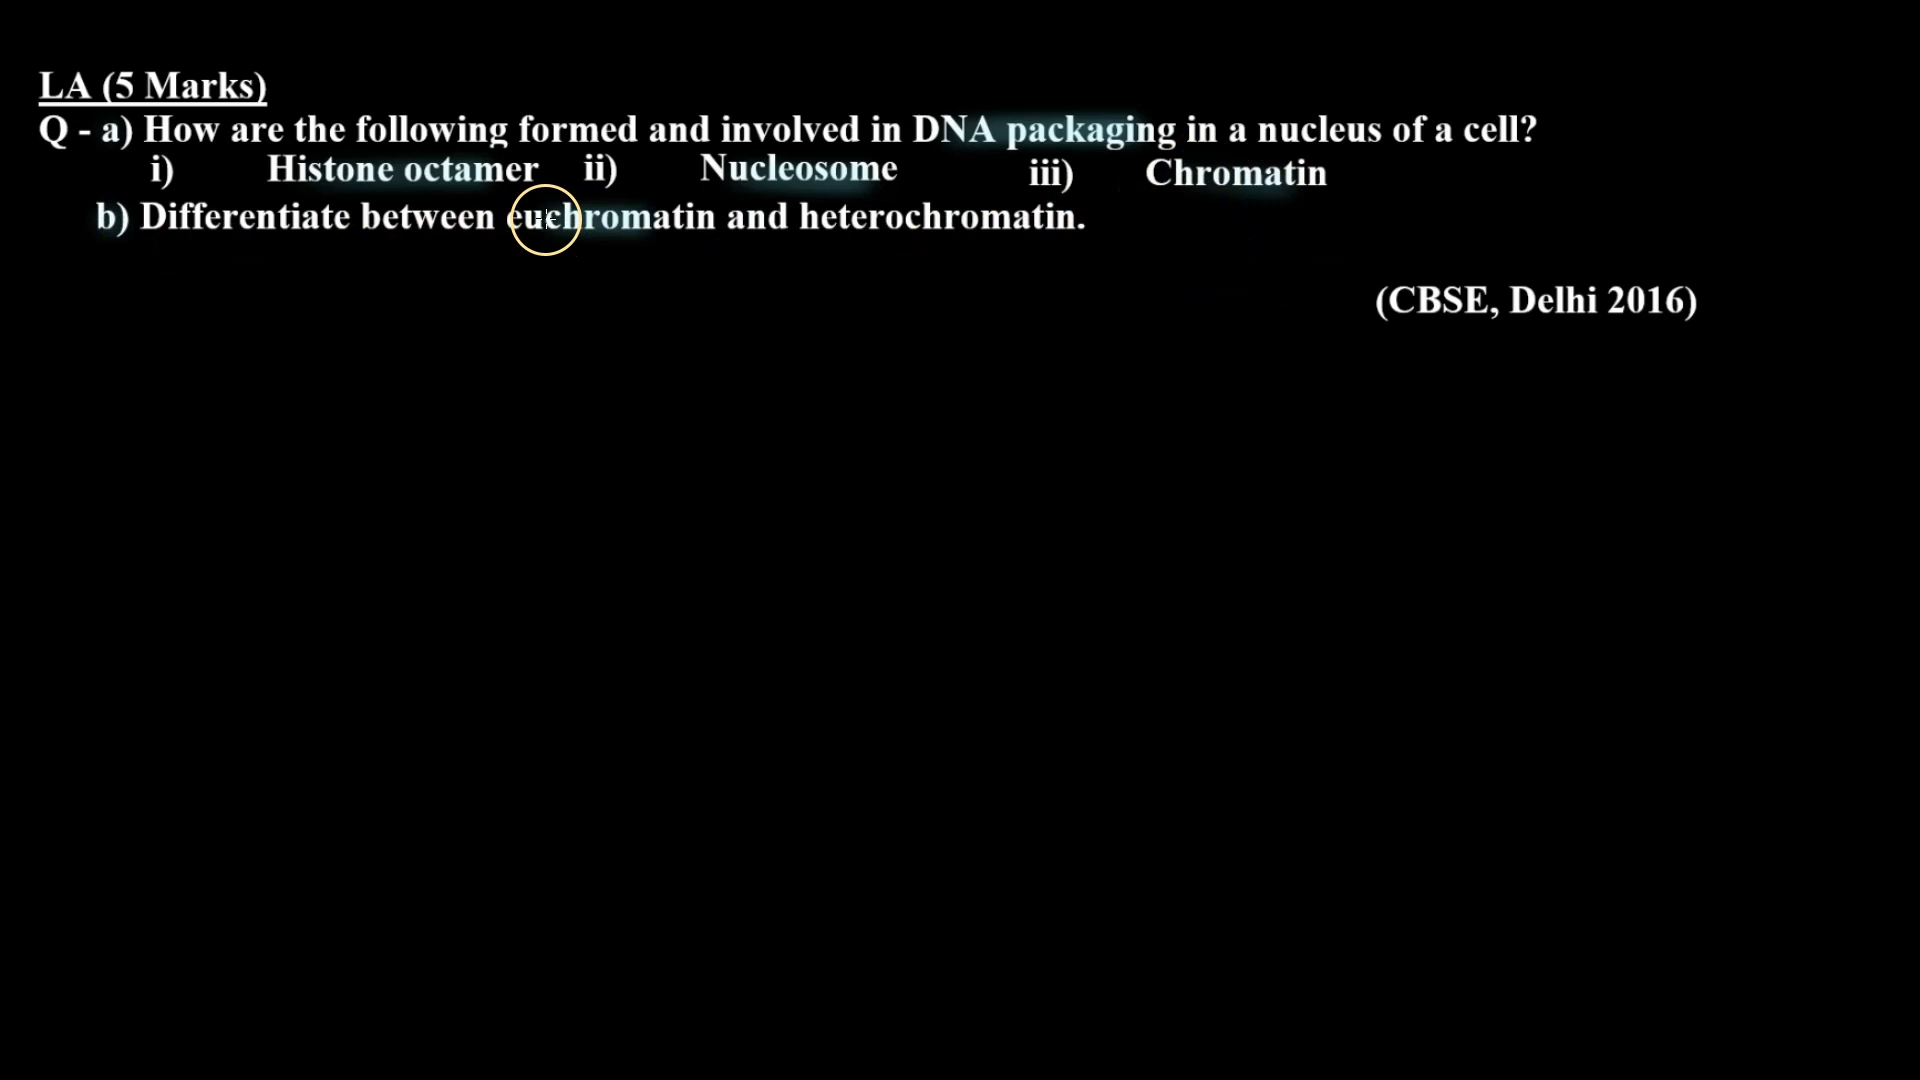 LA (5 Marks)
Q - a) How are the following formed and involved in DNA packaging in a nucleus of a cell?
i) Histone octamer ii) Nucleosome iii) Chromatin
b) Differentiate between euchromatin and heterochromatin.
(CBSE, Delhi 2016)